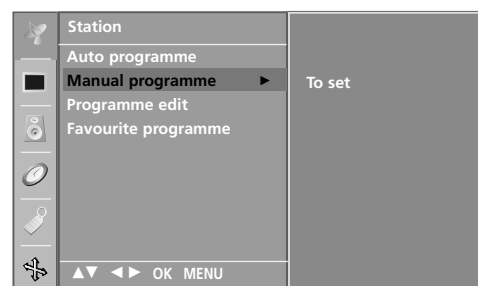 Station
Auto programme
Manual programme ►
To set
Programme edit
Favourite programme
▲▼ ◄► OK MENU